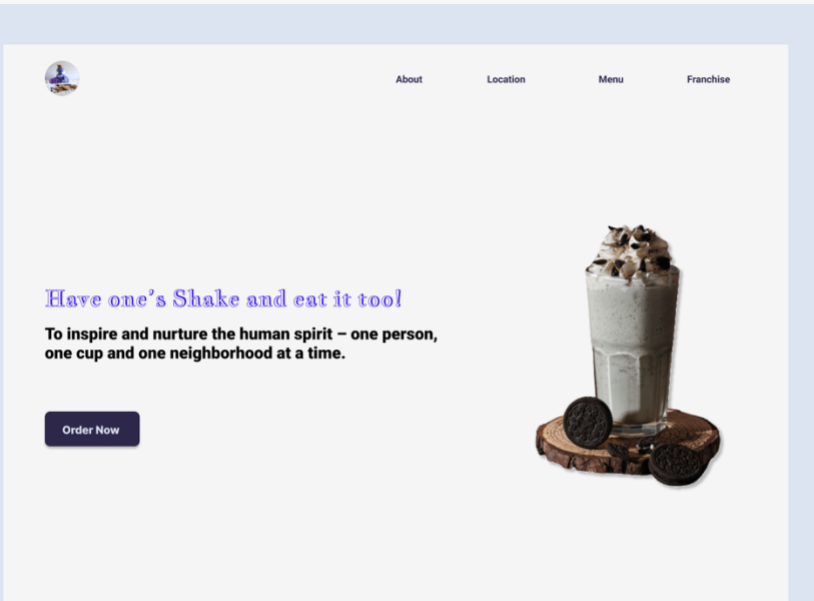 About Location Menu Franchise
Have one's Shake and eat it too!
To inspire and nurture the human spirit – one person,
one cup and one neighborhood at a time.
Order Now